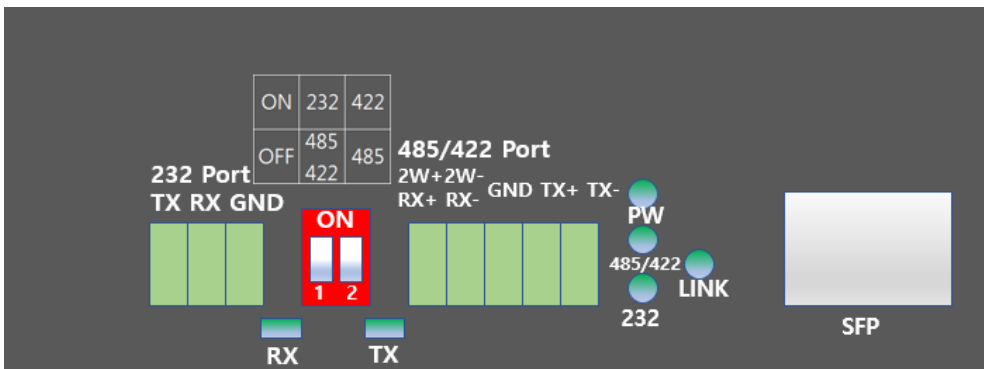 ON 232 422
OFF 485 422 485
232 Port
TX RX GND
485/422 Port
2W+2W-
RX+ RX-
GND TX+ TX-
ON
1 2
PW
485/422
LINK
232
SFP
RX
TX